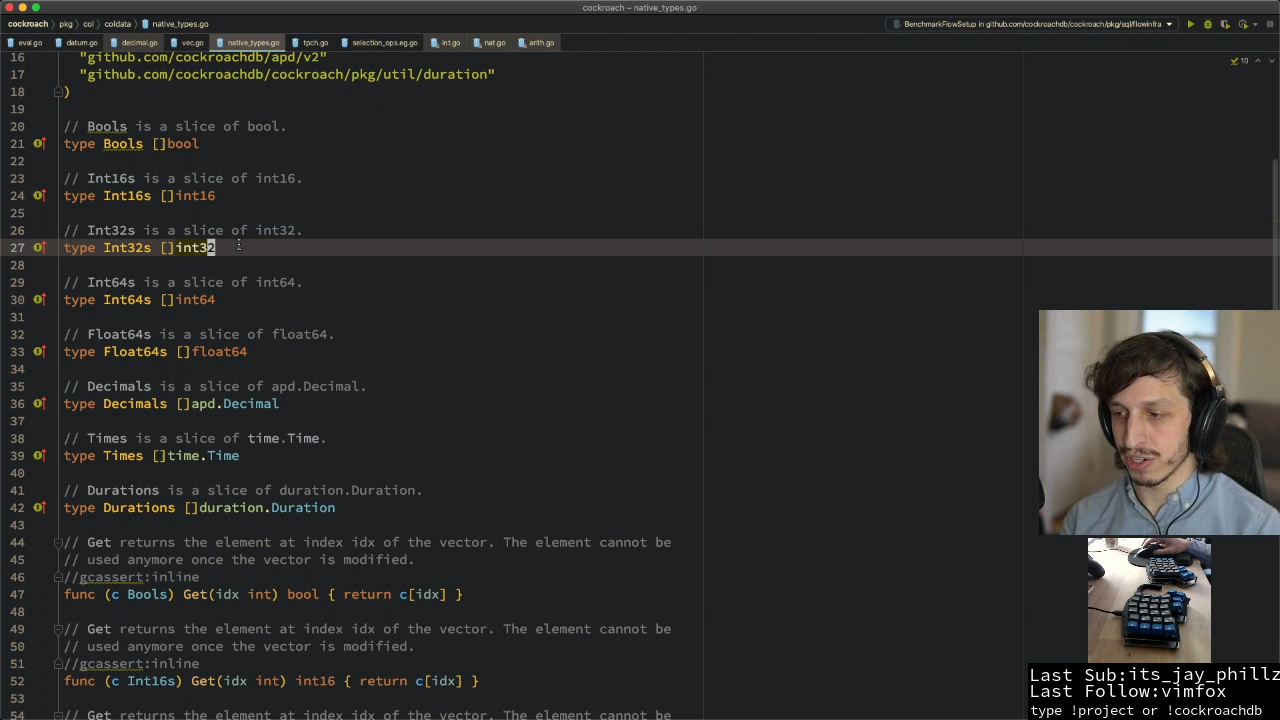 cockroach – native_types.go
cockroach › pkg › col › coldata › native_types.go
BenchmarkFlowSetup in github.com/cockroachdb/cockroach/pkg/sql/flowinfra
eval.go datum.go decimal.go vec.go native_types.go tpch.go selection_ops.eg.go int.go nat.go arith.go
16 "github.com/cockroachdb/apd/v2"
10
17 "github.com/cockroachdb/cockroach/pkg/util/duration"
18 )
19
20 // Bools is a slice of bool.
21 type Bools []bool
22
23 // Int16s is a slice of int16.
24 type Int16s []int16
25
26 // Int32s is a slice of int32.
27 type Int32s []int32
28
29 // Int64s is a slice of int64.
30 type Int64s []int64
31
32 // Float64s is a slice of float64.
33 type Float64s []float64
34
35 // Decimals is a slice of apd.Decimal.
36 type Decimals []apd.Decimal
37
38 // Times is a slice of time.Time.
39 type Times []time.Time
40
41 // Durations is a slice of duration.Duration.
42 type Durations []duration.Duration
43
44 // Get returns the element at index idx of the vector. The element cannot be
45 // used anymore once the vector is modified.
46 //gcassert:inline
47 func (c Bools) Get(idx int) bool { return c[idx] }
48
49 // Get returns the element at index idx of the vector. The element cannot be
50 // used anymore once the vector is modified.
51 //gcassert:inline
52 func (c Int16s) Get(idx int) int16 { return c[idx] }
53
54 // Get returns the element at index idx of the vector. The element cannot be
Last Sub:its_jay_phillz
Last Follow:vimfox
type !project or !cockroachdb